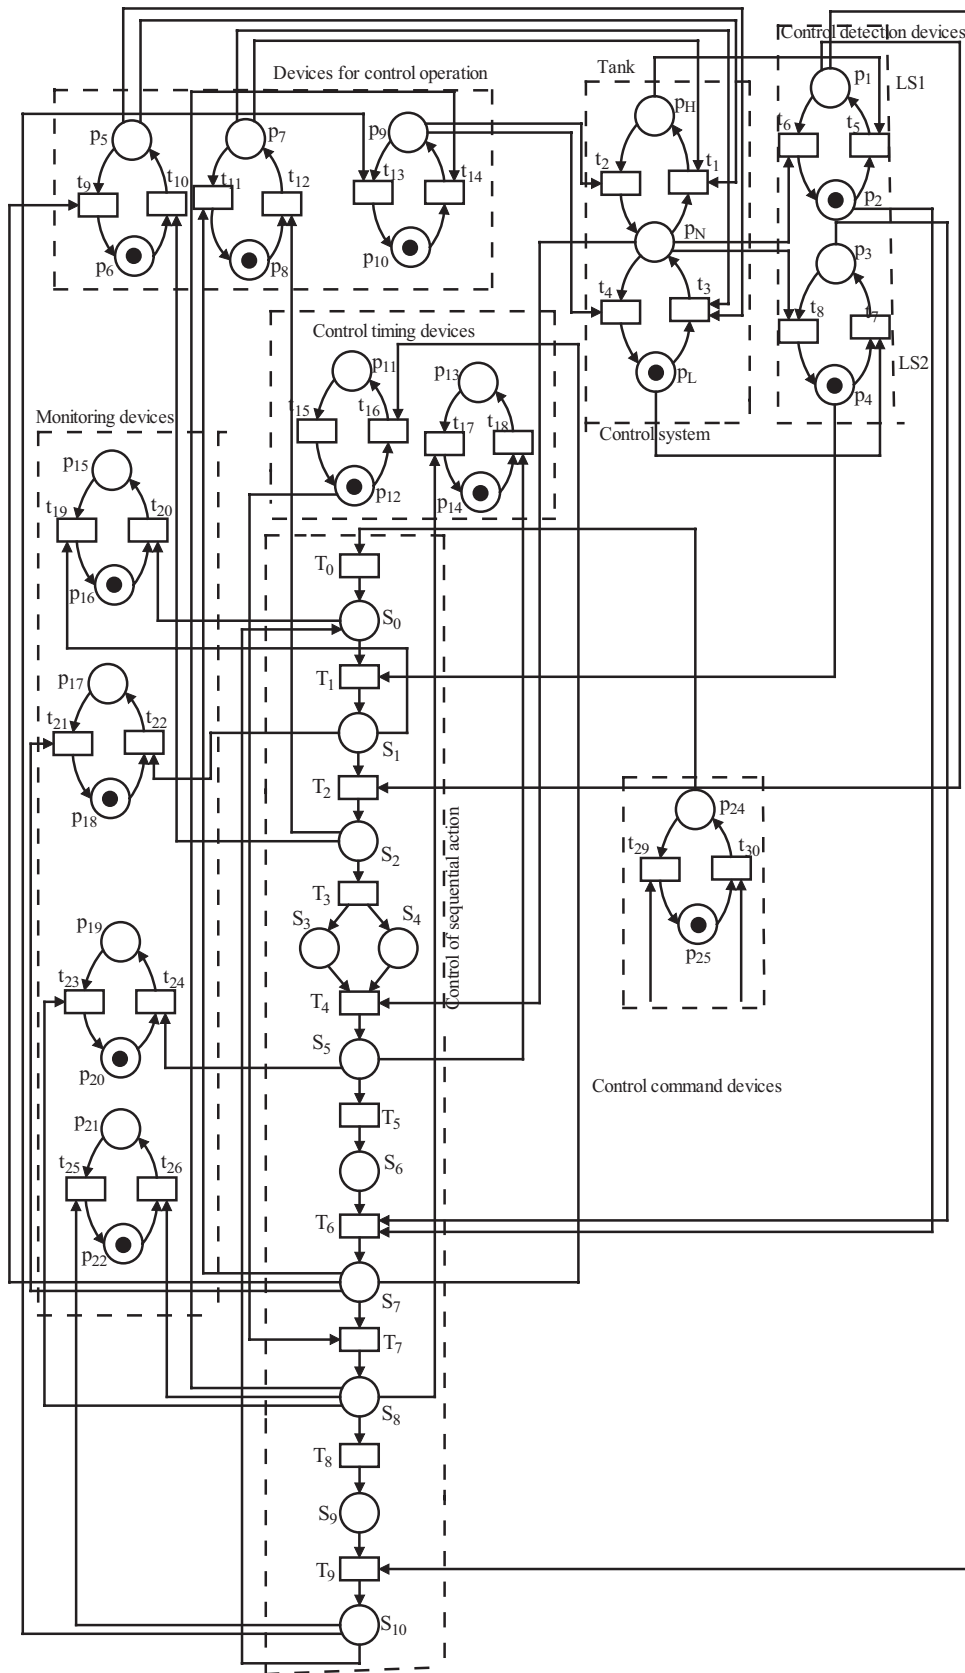 Control detection devices
Devices for control operation
Tank
LS1
p₁
p_H
p₅
p₇
p₉
t₆
t₅
t₂
t₁
t₉
t₁₀
t₁₁
t₁₂
t₁₃
t₁₄
p₂
p_N
p₆
p₈
p₁₀
p₃
t₄
t₃
t₈
t₇
Control timing devices
p₁₁
p₁₃
p_L
LS2
p₄
Monitoring devices
t₁₅
t₁₆
t₁₇
t₁₈
Control system
p₁₅
p₁₂
p₁₄
t₁₉
t₂₀
T₀
p₁₆
S₀
p₁₇
T₁
t₂₁
t₂₂
S₁
T₂
p₁₈
p₂₄
S₂
t₂₉
t₃₀
Control of sequential action
T₃
S₃
S₄
p₁₉
p₂₅
t₂₃
t₂₄
T₄
S₅
p₂₀
Control command devices
p₂₁
T₅
t₂₅
t₂₆
S₆
T₆
p₂₂
S₇
T₇
S₈
T₈
S₉
T₉
S₁₀